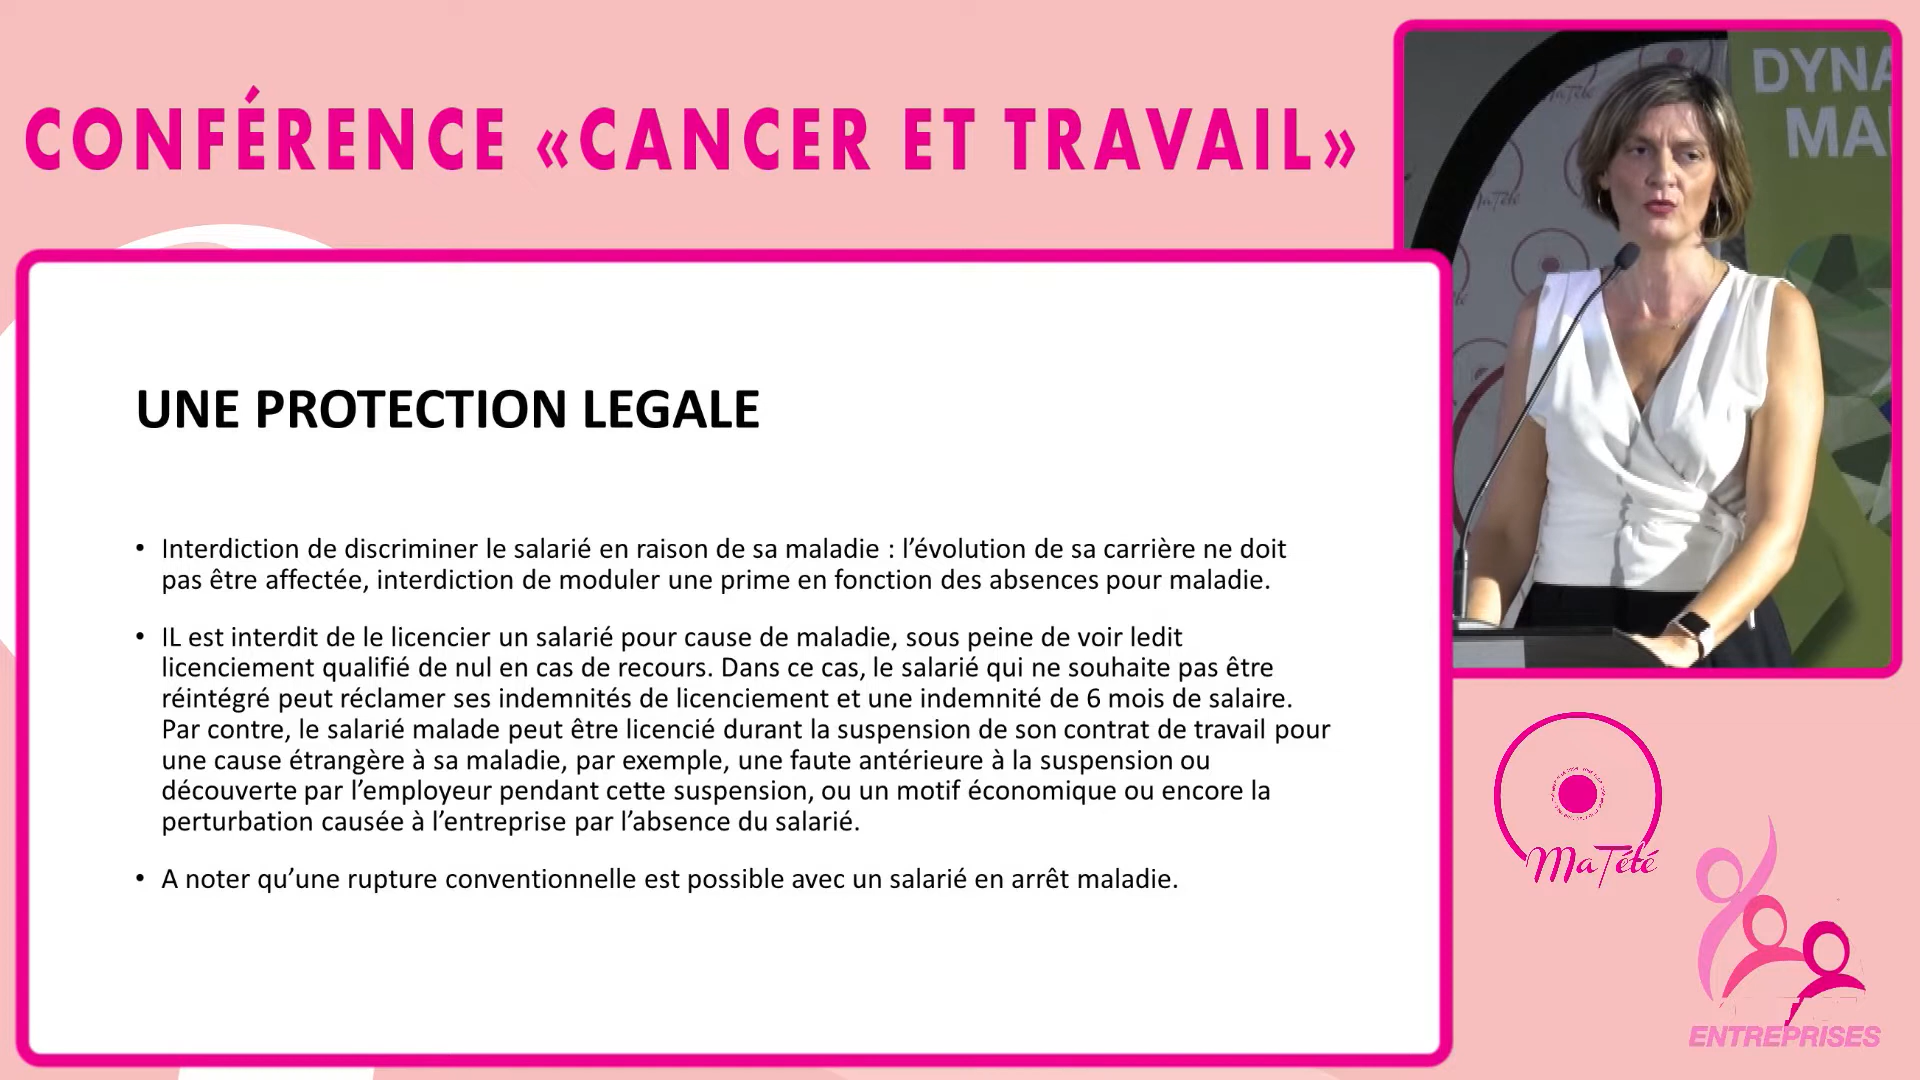 CONFÉRENCE «CANCER ET TRAVAIL»
DYNA
MA
UNE PROTECTION LEGALE
• Interdiction de discriminer le salarié en raison de sa maladie : l’évolution de sa carrière ne doit
pas être affectée, interdiction de moduler une prime en fonction des absences pour maladie.
• IL est interdit de le licencier un salarié pour cause de maladie, sous peine de voir ledit
licenciement qualifié de nul en cas de recours. Dans ce cas, le salarié qui ne souhaite pas être
réintégré peut réclamer ses indemnités de licenciement et une indemnité de 6 mois de salaire.
Par contre, le salarié malade peut être licencié durant la suspension de son contrat de travail pour
une cause étrangère à sa maladie, par exemple, une faute antérieure à la suspension ou
découverte par l’employeur pendant cette suspension, ou un motif économique ou encore la
perturbation causée à l’entreprise par l’absence du salarié.
• A noter qu’une rupture conventionnelle est possible avec un salarié en arrêt maladie.
MaTété
ENTREPRISES